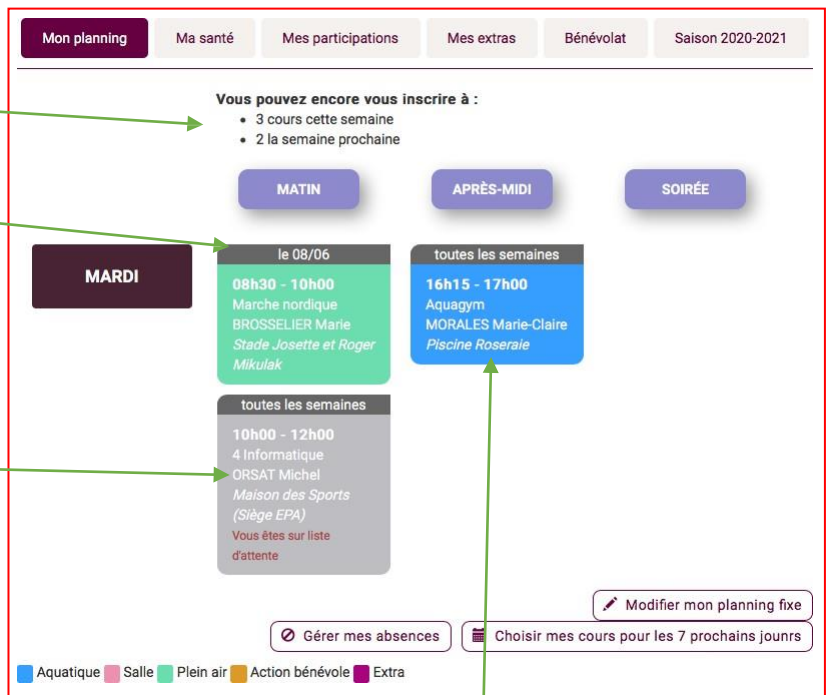 Mon planning Ma santé Mes participations Mes extras Bénévolat Saison 2020-2021
Vous pouvez encore vous inscrire à :
• 3 cours cette semaine
• 2 la semaine prochaine
MATIN APRÈS-MIDI SOIRÉE
MARDI
le 08/06
08h30 - 10h00
Marche nordique
BROSSELIER Marie
Stade Josette et Roger
Mikulak
toutes les semaines
16h15 - 17h00
Aquagym
MORALES Marie-Claire
Piscine Roseraie
toutes les semaines
10h00 - 12h00
4 Informatique
ORSAT Michel
Maison des Sports
(Siège EPA)
Vous êtes sur liste
d'attente
Modifier mon planning fixe
Gérer mes absences Choisir mes cours pour les 7 prochains jounrs
Aquatique Salle Plein air Action bénévole Extra